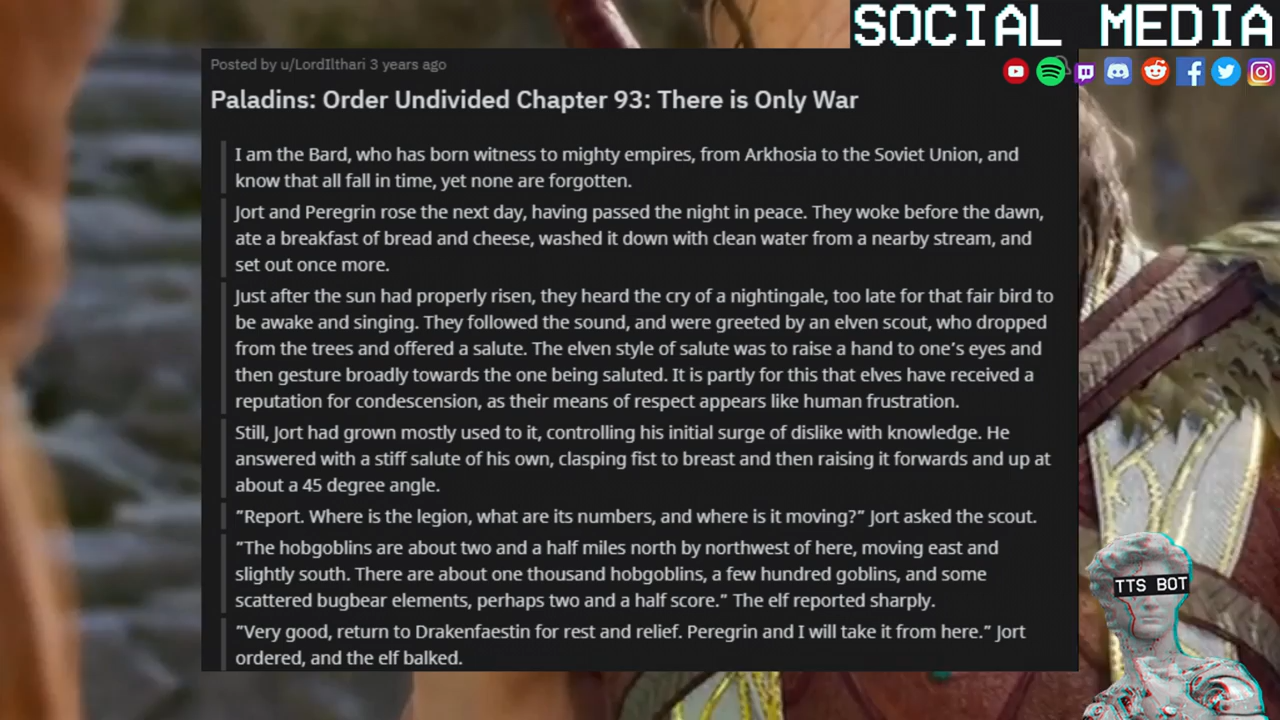 SOCIAL MEDIA
Posted by u/LordIlthari 3 years ago
Paladins: Order Undivided Chapter 93: There is Only War
I am the Bard, who has born witness to mighty empires, from Arkhosia to the Soviet Union, and
know that all fall in time, yet none are forgotten.
Jort and Peregrin rose the next day, having passed the night in peace. They woke before the dawn,
ate a breakfast of bread and cheese, washed it down with clean water from a nearby stream, and
set out once more.
Just after the sun had properly risen, they heard the cry of a nightingale, too late for that fair bird to
be awake and singing. They followed the sound, and were greeted by an elven scout, who dropped
from the trees and offered a salute. The elven style of salute was to raise a hand to one’s eyes and
then gesture broadly towards the one being saluted. It is partly for this that elves have received a
reputation for condescension, as their means of respect appears like human frustration.
Still, Jort had grown mostly used to it, controlling his initial surge of dislike with knowledge. He
answered with a stiff salute of his own, clasping fist to breast and then raising it forwards and up at
about a 45 degree angle.
“Report. Where is the legion, what are its numbers, and where is it moving?” Jort asked the scout.
“The hobgoblins are about two and a half miles north by northwest of here, moving east and
slightly south. There are about one thousand hobgoblins, a few hundred goblins, and some
scattered bugbear elements, perhaps two and a half score.” The elf reported sharply.
“Very good, return to Drakenfaestin for rest and relief. Peregrin and I will take it from here.” Jort
ordered, and the elf balked.
TTS BOT